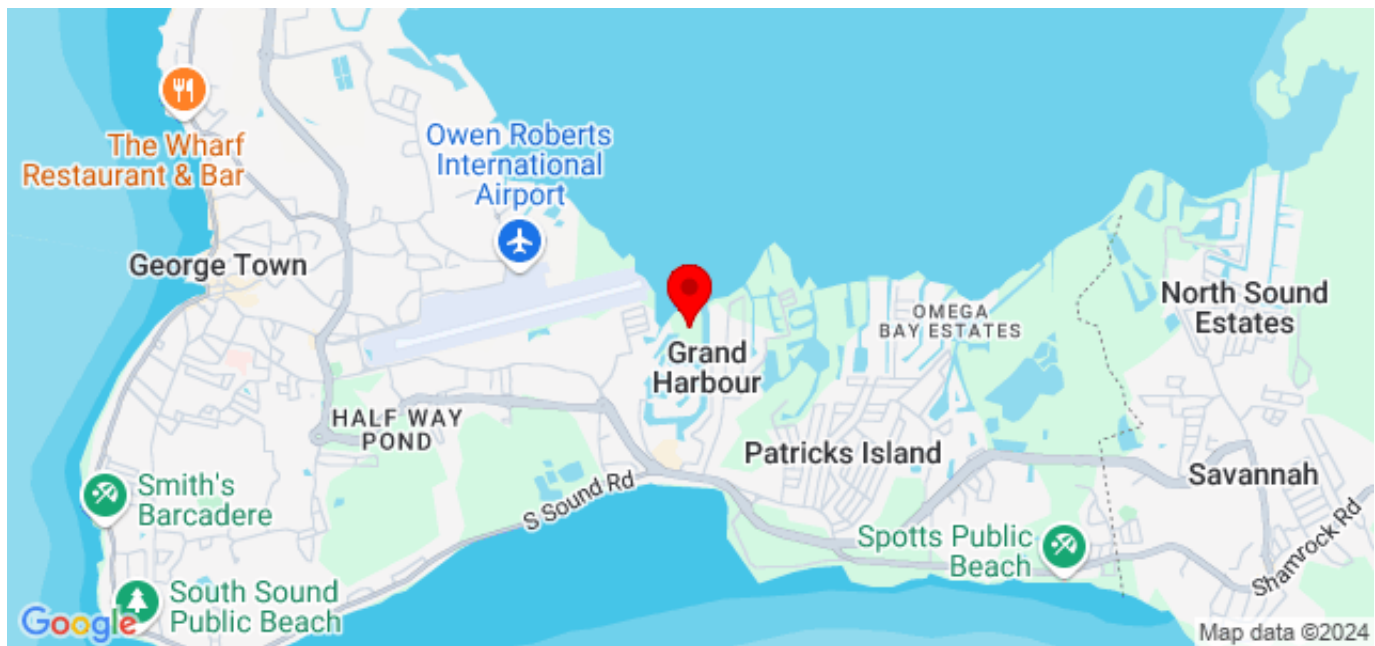 The Wharf
Restaurant & Bar
Owen Roberts
International
Airport
George Town
North Sound
Estates
OMEGA
BAY ESTATES
Grand
Harbour
HALF WAY
POND
Patricks Island
Savannah
Smith's
Barcadere
S Sound Rd
Spotts Public
Beach
Shamrock Rd
South Sound
Public Beach
Google
Map data ©2024